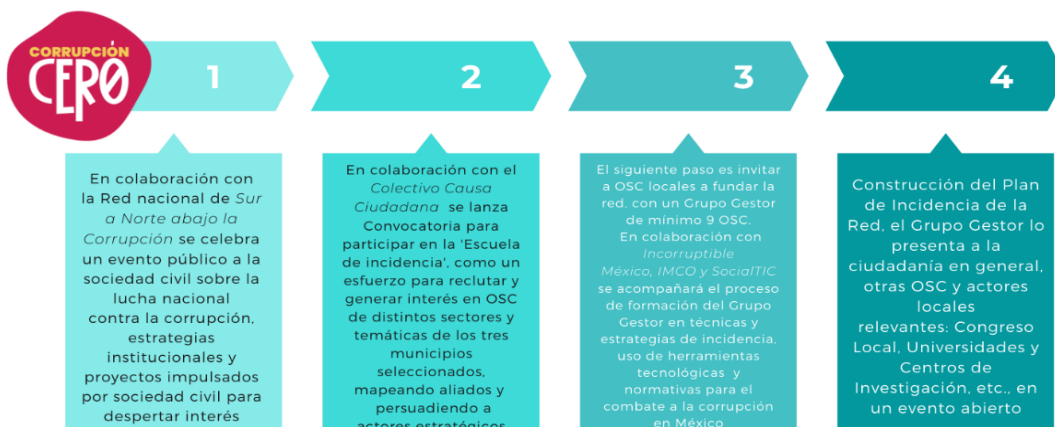 CORRUPCIÓN
CERØ
1
2
3
4
En colaboración con
la Red nacional de Sur
a Norte abajo la
Corrupción se celebra
un evento público a la
sociedad civil sobre la
lucha nacional
contra la corrupción,
estrategias
institucionales y
proyectos impulsados
por sociedad civil para
despertar interés
En colaboración con el
Colectivo Causa
Ciudadana se lanza
Convocatoria para
participar en la 'Escuela
de incidencia', como un
esfuerzo para reclutar y
generar interés en OSC
de distintos sectores y
temáticas de los tres
municipios
seleccionados,
mapeando aliados y
persuadiendo a
actores estratégicos
El siguiente paso es invitar
a OSC locales a fundar la
red, con un Grupo Gestor
de mínimo 9 OSC.
En colaboración con
Incorruptible
México, IMCO y SocialTIC
se acompañará el proceso
de formación del Grupo
Gestor en técnicas y
estrategias de incidencia,
uso de herramientas
tecnológicas y
normativas para el
combate a la corrupción
en México
Construcción del Plan
de Incidencia de la
Red, el Grupo Gestor lo
presenta a la
ciudadanía en general,
otras OSC y actores
locales
relevantes: Congreso
Local, Universidades y
Centros de
Investigación, etc., en
un evento abierto